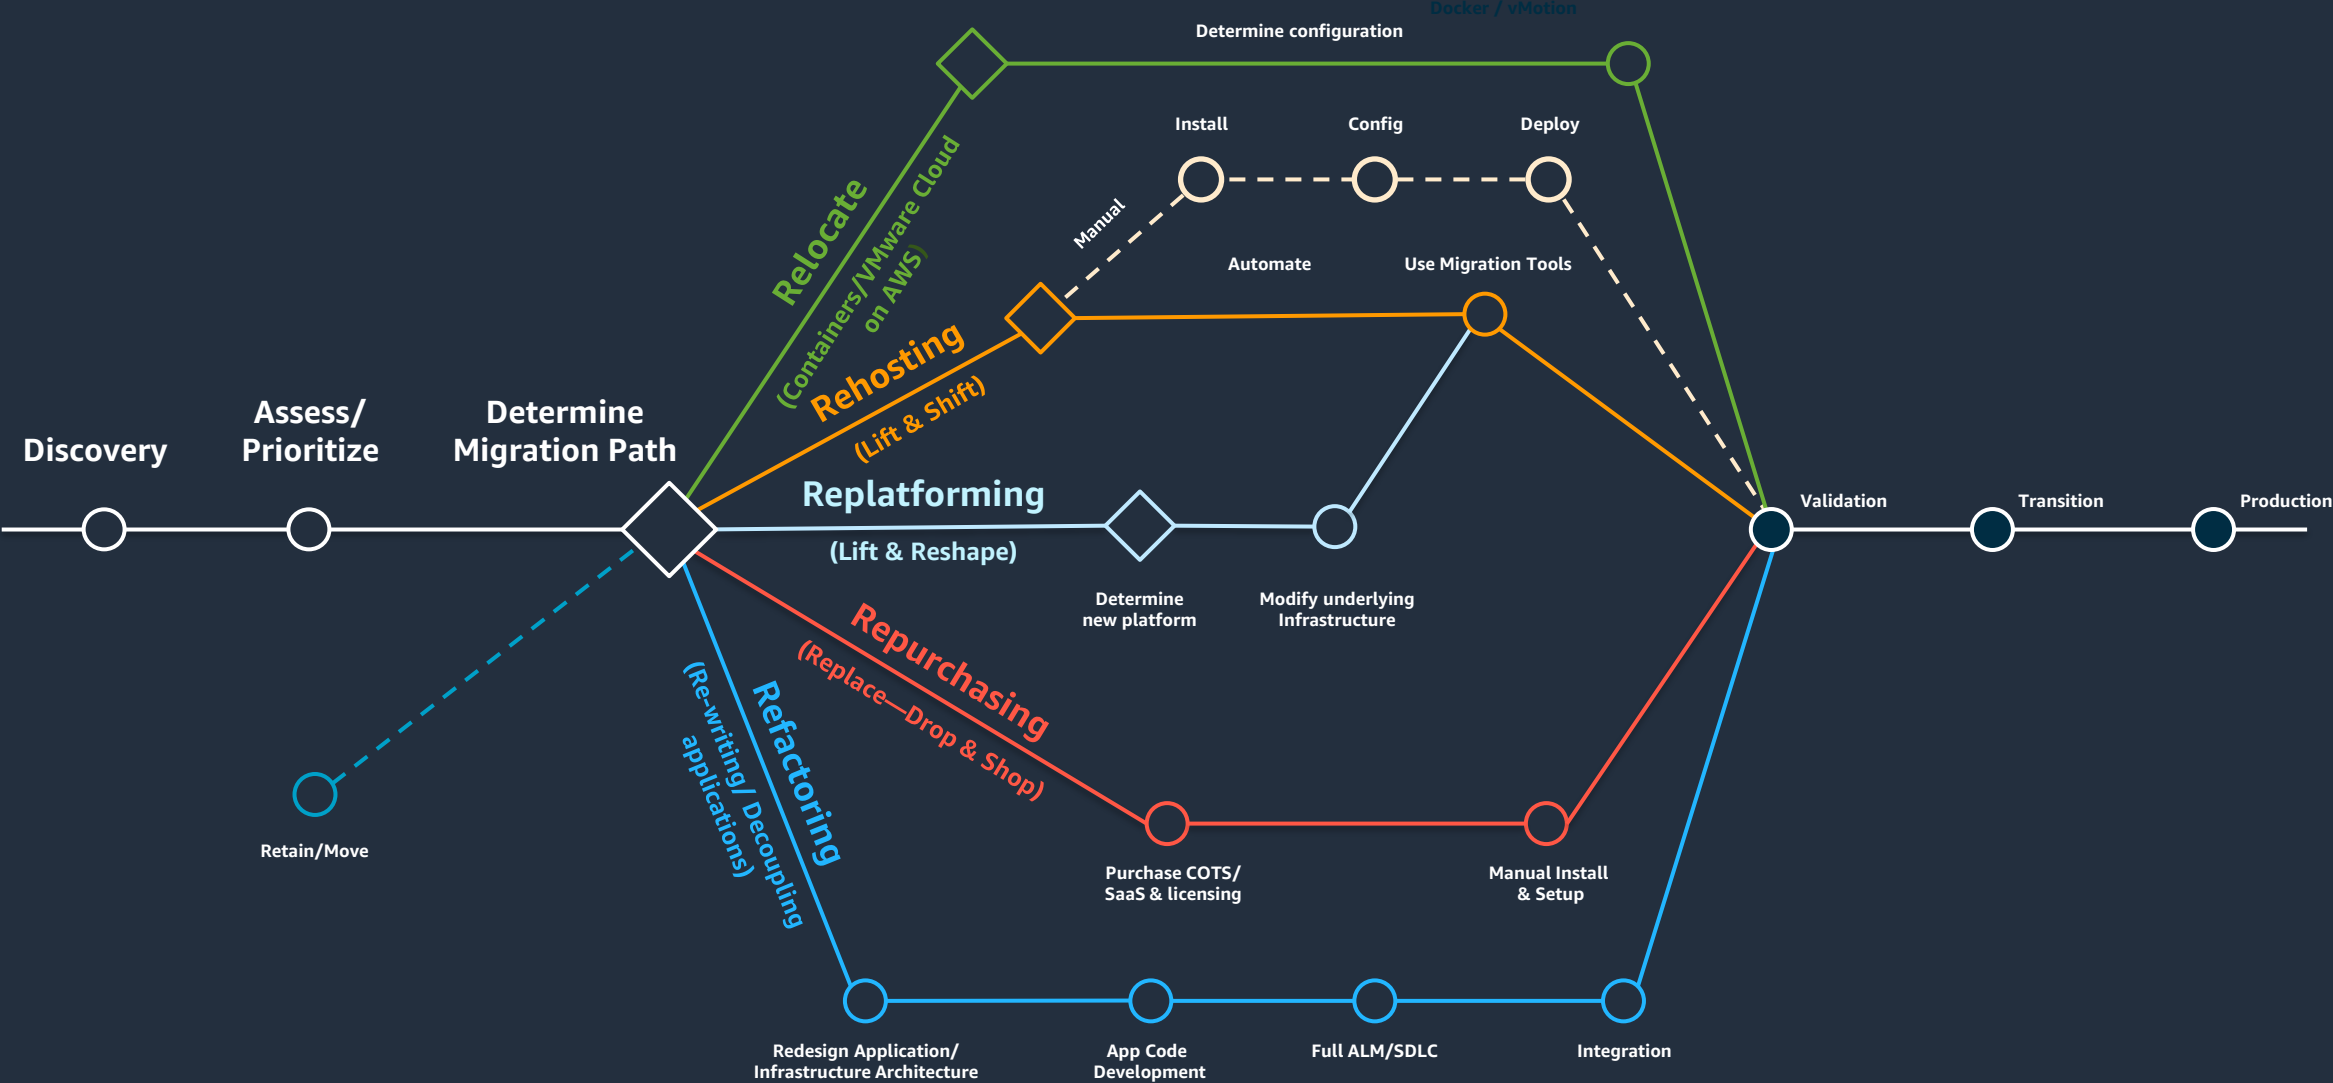 Docker / vMotion
Determine configuration
Install
Config
Deploy
Manual
Relocate
(Containers/VMware Cloud
on AWS)
Automate
Use Migration Tools
Rehosting
(Lift & Shift)
Discovery
Assess/
Prioritize
Determine
Migration Path
Replatforming
(Lift & Reshape)
Determine
new platform
Modify underlying
Infrastructure
Validation
Transition
Production
Repurchasing
(Replace—Drop & Shop)
Refactoring
(Re-writing/ Decoupling
applications)
Retain/Move
Purchase COTS/
SaaS & licensing
Manual Install
& Setup
Redesign Application/
Infrastructure Architecture
App Code
Development
Full ALM/SDLC
Integration